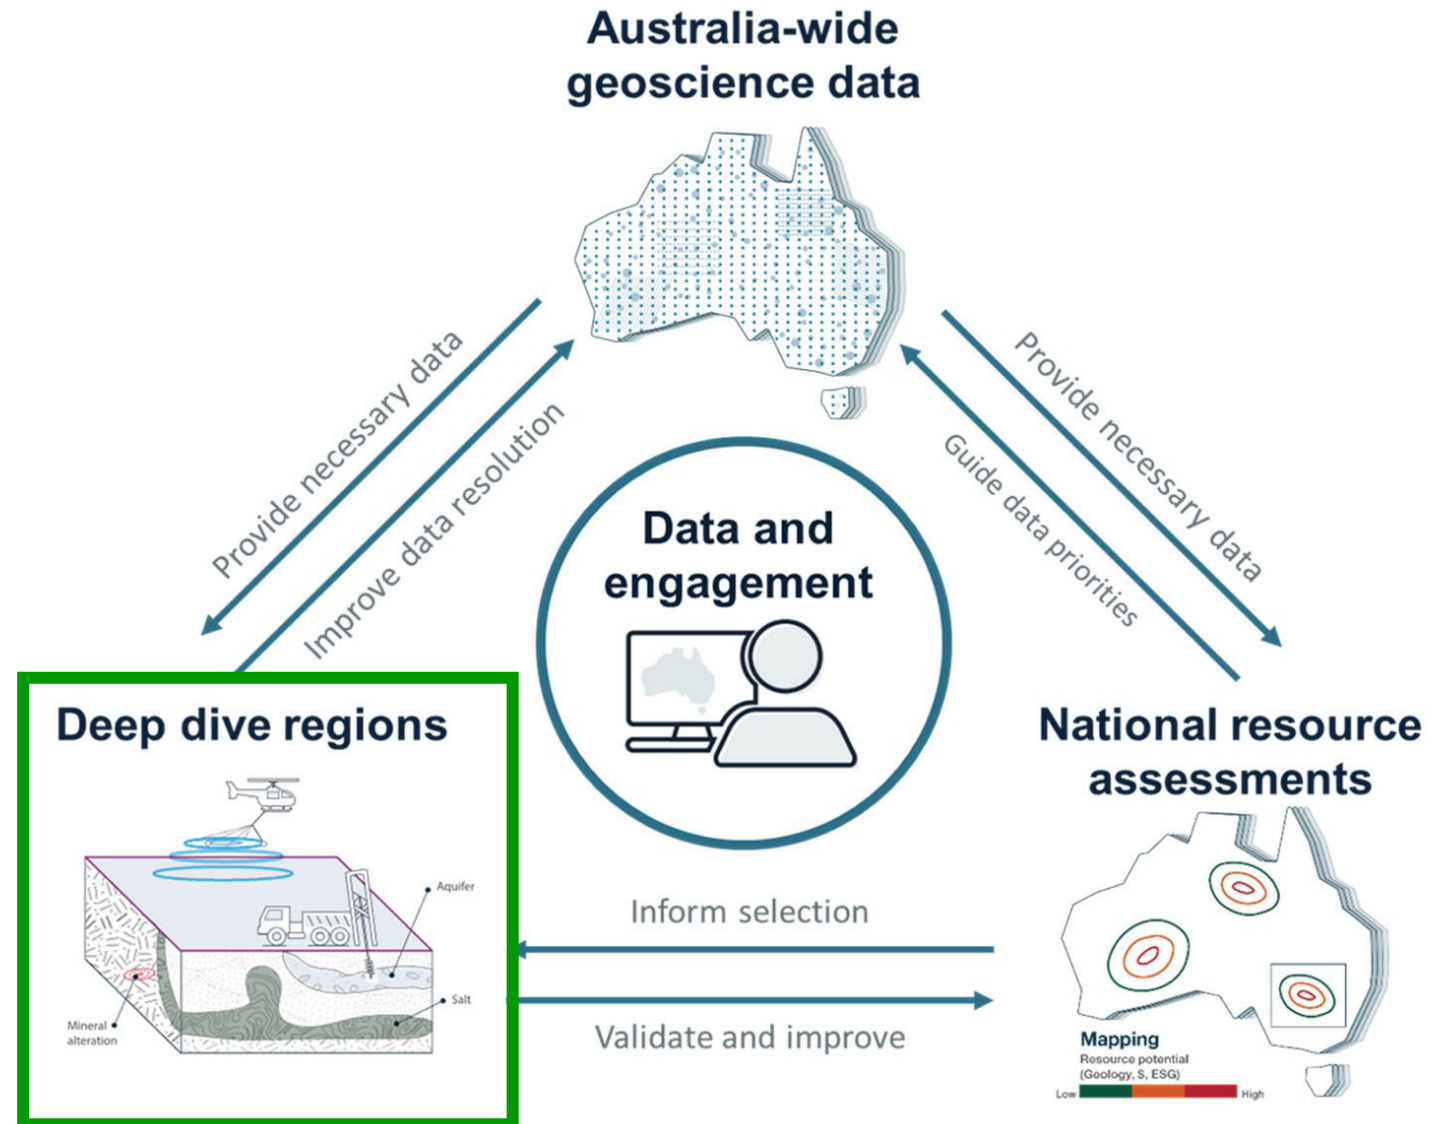 Australia-wide
geoscience data
Provide necessary data
Improve data resolution
Provide necessary data
Guide data priorities
Data and
engagement
Deep dive regions
Aquifer
Salt
Mineral
alteration
Inform selection
Validate and improve
National resource
assessments
Mapping
Resource potential
(Geology, $, ESG)
Low
High